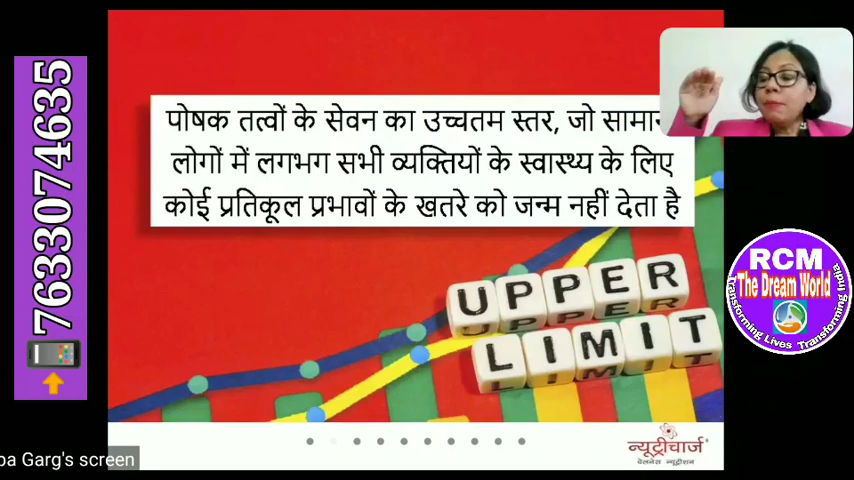 7633074635
पोषक तत्वों के सेवन का उच्चतम स्तर, जो
लोगों में लगभग सभी व्यक्तियों के स्वास्थ्य के लिए
कोई प्रतिकूल प्रभावों के खतरे को जन्म नहीं देता है
UPPER
LIMIT
RCM
The Dream World
Transforming Lives Transforming India
न्यूट्रीचार्ज
वेलनेस न्यूट्रीशन
Garg's screen